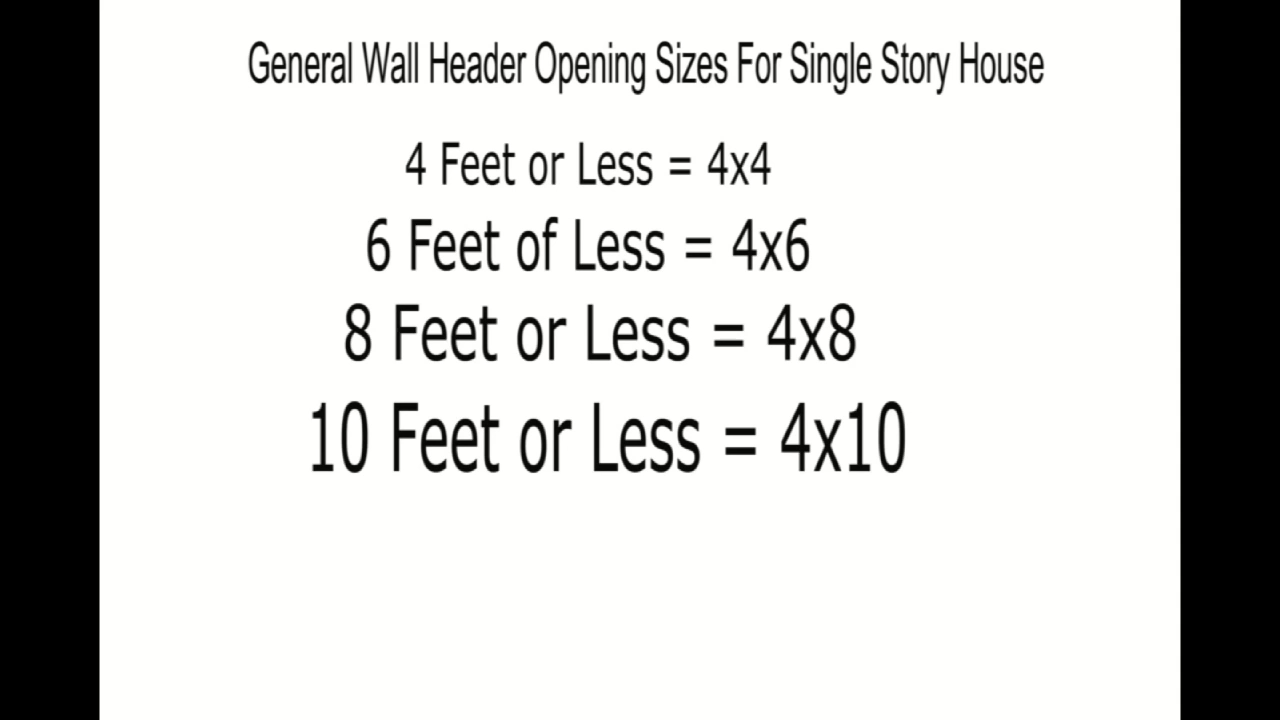 General Wall Header Opening Sizes For Single Story House
4 Feet or Less = 4x4
6 Feet of Less = 4x6
8 Feet or Less = 4x8
10 Feet or Less = 4x10